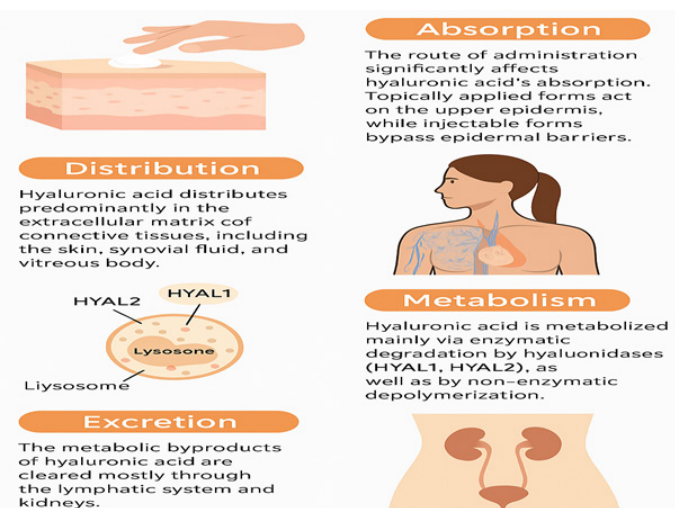 Absorption
The route of administration
significantly affects
hyaluronic acid's absorption.
Topically applied forms act
on the upper epidermis,
while injectable forms
bypass epidermal barriers.
Distribution
Hyaluronic acid distributes
predominantly in the
extracellular matrix cof
connective tissues, including
the skin, synovial fluid, and
vitreous body.
HYAL2
HYAL1
Lysosone
Liysosome
Metabolism
Hyaluronic acid is metabolized
mainly via enzymatic
degradation by hyaluonidases
(HYAL1, HYAL2), as
well as by non-enzymatic
depolymerization.
Excretion
The metabolic byproducts
of hyaluronic acid are
cleared mostly through
the lymphatic system and
kidneys.